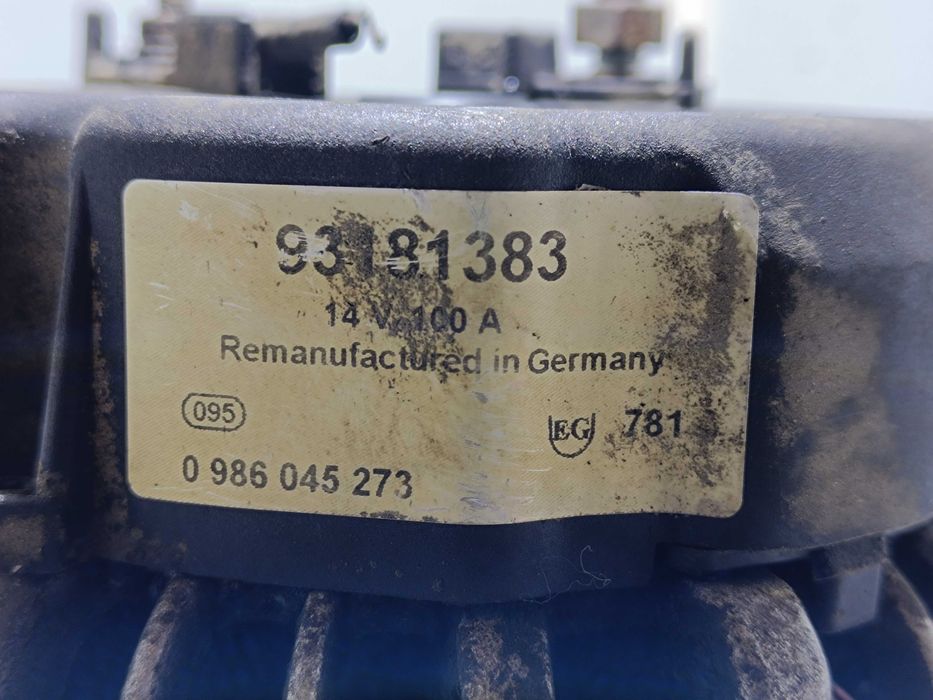 93181383
14 V 100 A
Remanufactured in Germany
095
EG 781
0 986 045 273